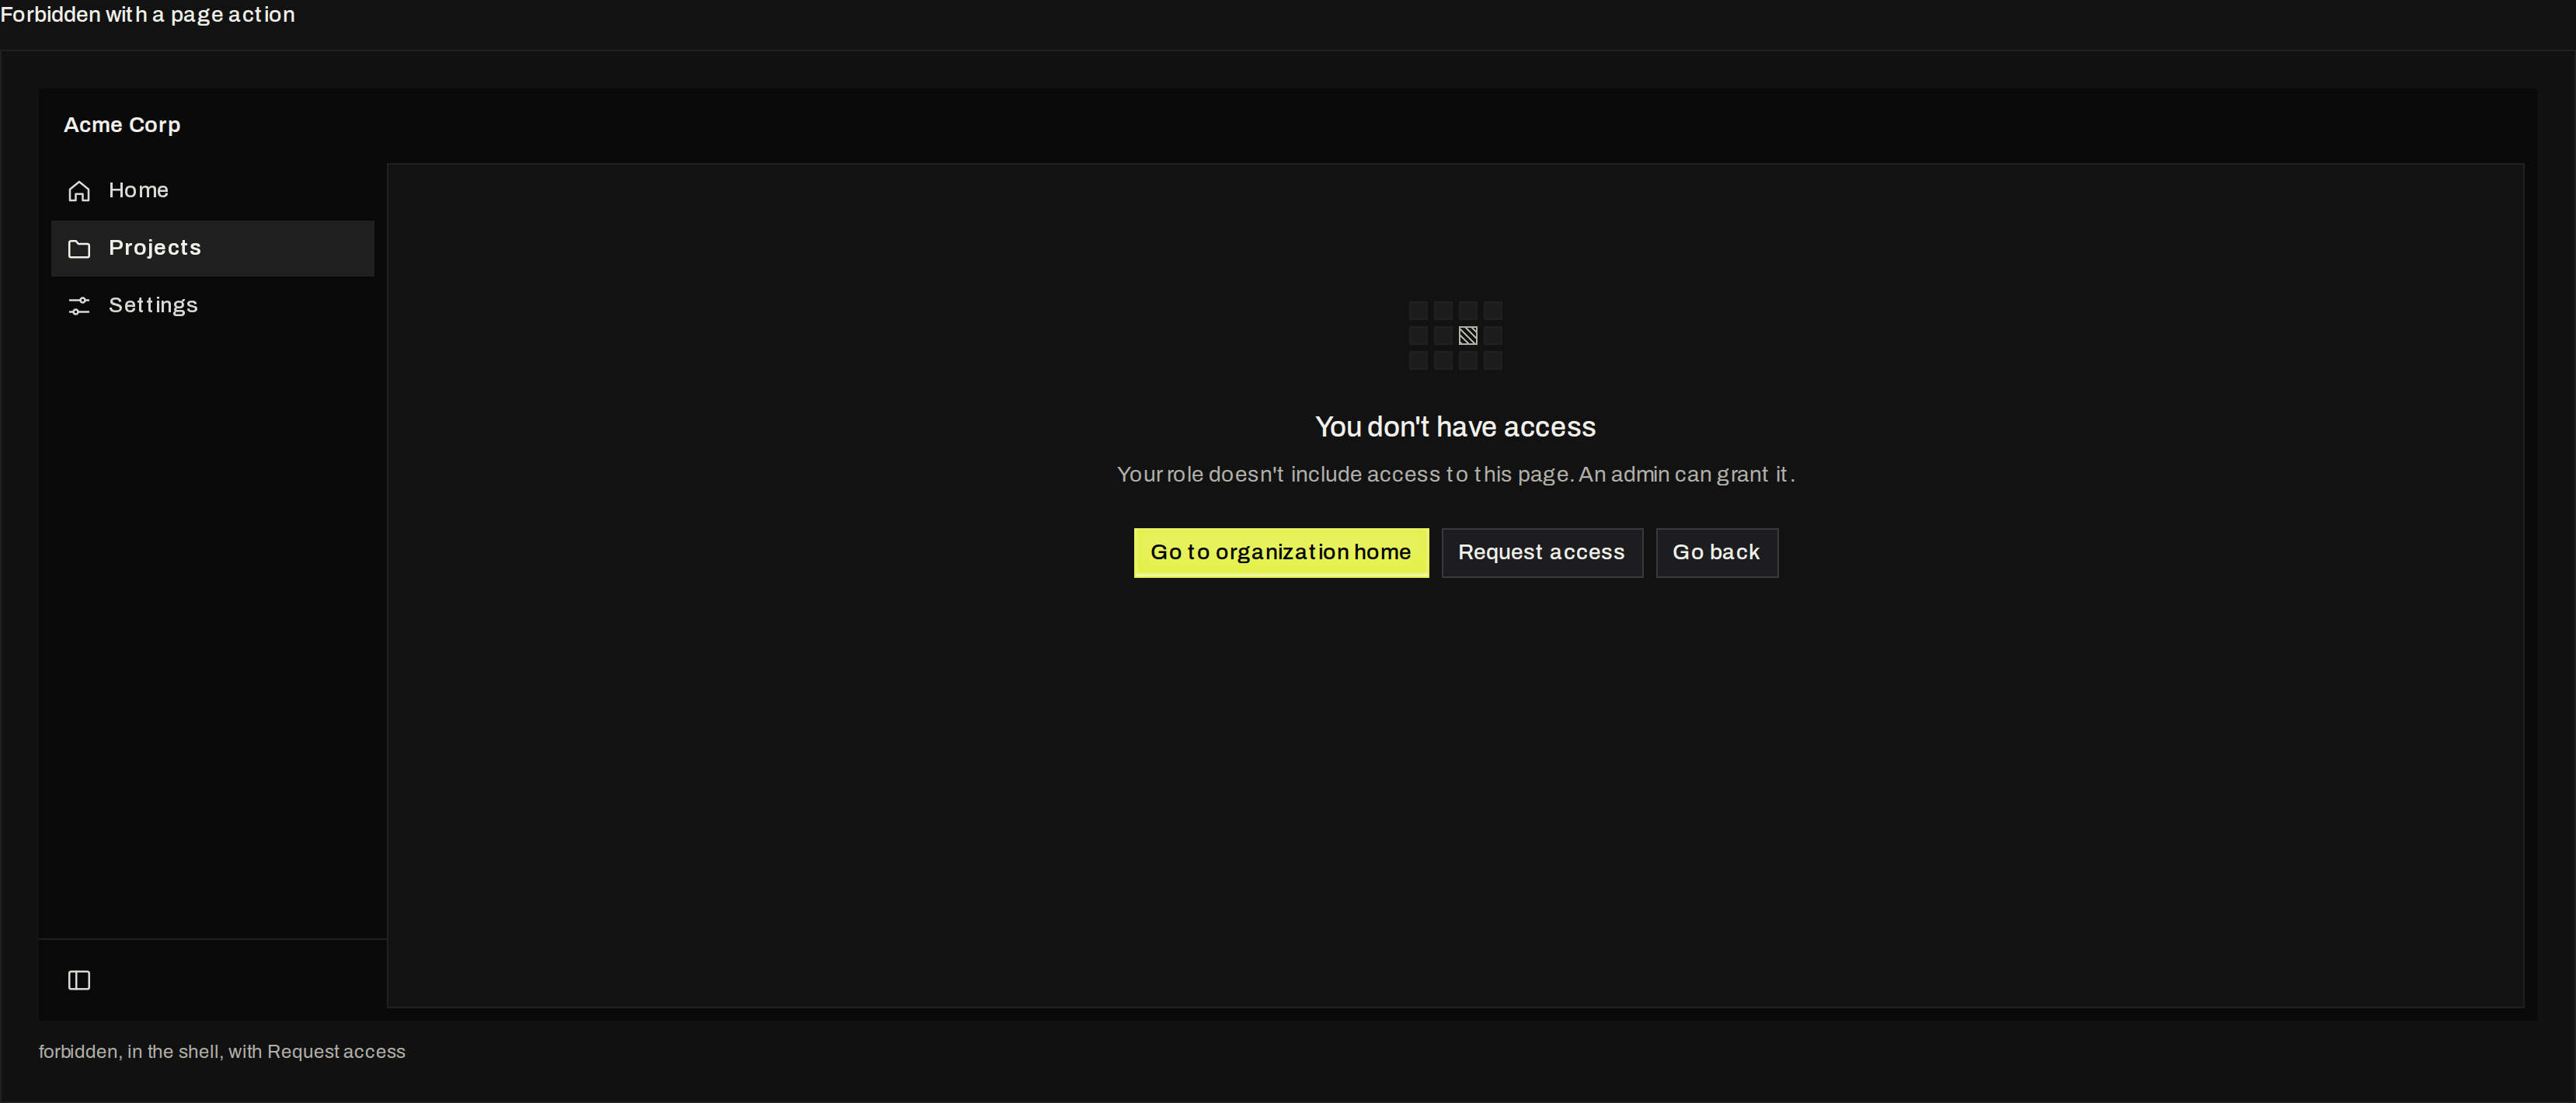 Forbidden with a page action
Acme Corp
Home
Projects
Settings
You don't have access
Your role doesn't include access to this page. An admin can grant it.
Go to organization home
Request access
Go back
forbidden, in the shell, with Request access